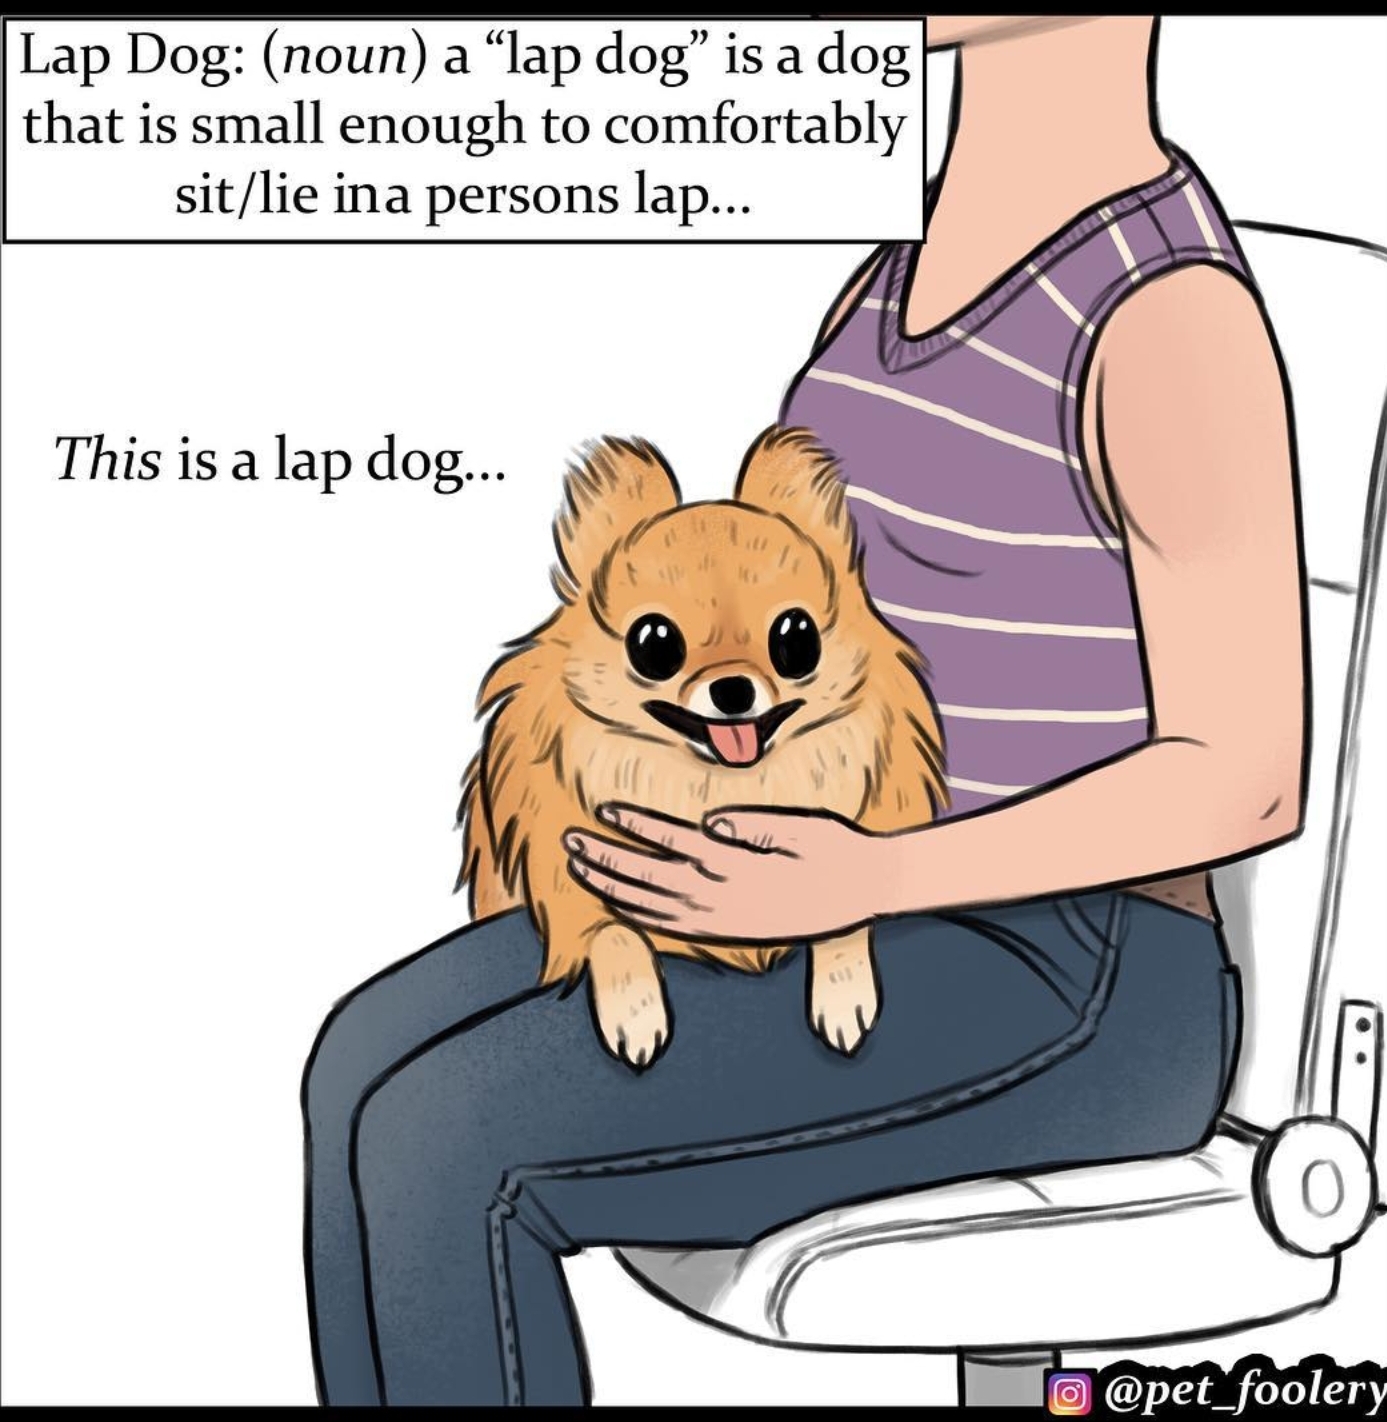 Lap Dog: (noun) a “lap dog” is a dog
that is small enough to comfortably
sit/lie in a persons lap...
This is a lap dog...
@pet_foolery